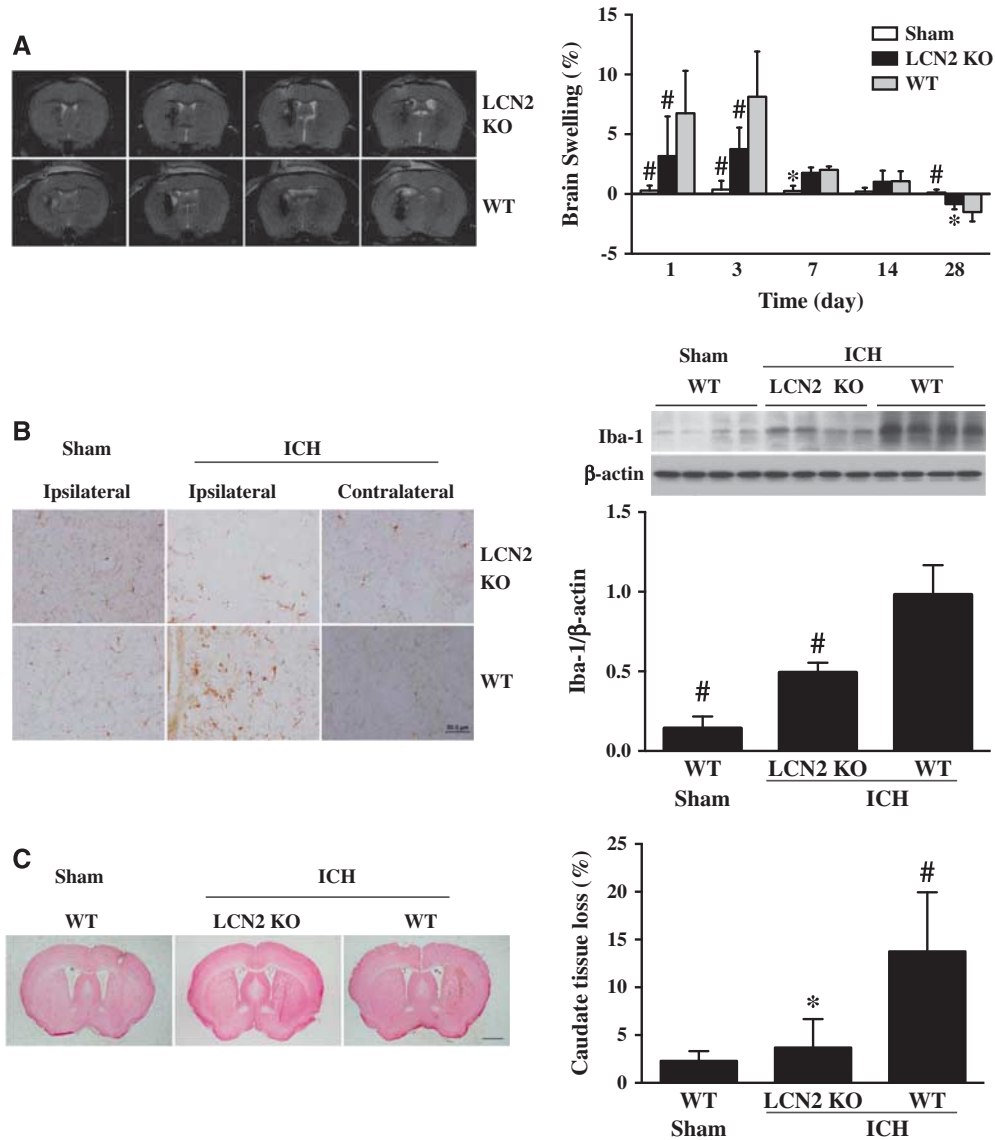 A
LCN2
KO
WT
Brain Swelling (%)
15
10
5
0
-5
Sham
LCN2 KO
WT
#
#
#
#
*
#
*
1 3 7 14 28
Time (day)
B
Sham ICH
Ipsilateral Ipsilateral Contralateral
LCN2
KO
WT
Sham ICH
WT LCN2 KO WT
Iba-1
β-actin
Iba-1/β-actin
1.5
1.0
0.5
0.0
#
#
WT LCN2 KO WT
Sham ICH
C
Sham ICH
WT LCN2 KO WT
Caudate tissue loss (%)
25
20
15
10
5
0
*
#
WT LCN2 KO WT
Sham ICH